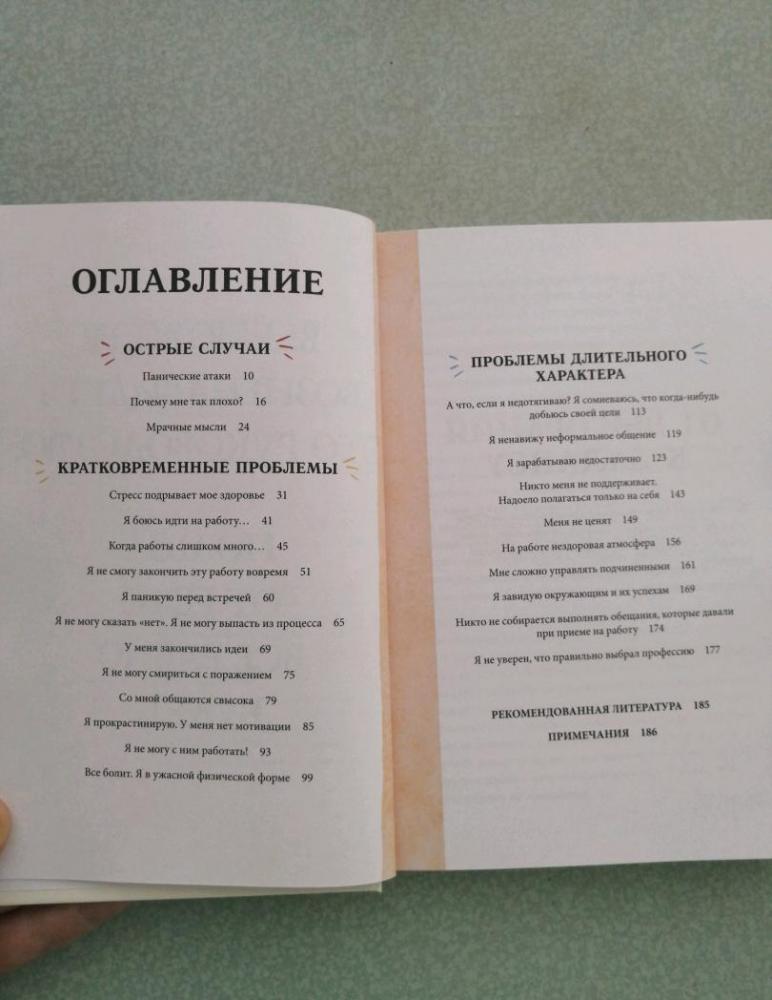 ОГЛАВЛЕНИЕ
ОСТРЫЕ СЛУЧАИ
Панические атаки 10
Почему мне так плохо? 16
Мрачные мысли 24
КРАТКОВРЕМЕННЫЕ ПРОБЛЕМЫ
Стресс подрывает мое здоровье 31
Я боюсь идти на работу… 41
Когда работы слишком много… 45
Я не смогу закончить эту работу вовремя 51
Я паникую перед встречей 60
Я не могу сказать «нет». Я не могу выпасть из процесса 65
У меня закончились идеи 69
Я не могу смириться с поражением 75
Со мной общаются свысока 79
Я прокрастинирую. У меня нет мотивации 85
Я не могу с ним работать! 93
Все болит. Я в ужасной физической форме 99
ПРОБЛЕМЫ ДЛИТЕЛЬНОГО
ХАРАКТЕРА
А что, если я недотягиваю? Я сомневаюсь, что когда-нибудь
добьюсь своей цели 113
Я ненавижу неформальное общение 119
Я зарабатываю недостаточно 123
Никто меня не поддерживает.
Надоело полагаться только на себя 143
Меня не ценят 149
На работе нездоровая атмосфера 156
Мне сложно управлять подчиненными 161
Я завидую окружающим и их успехам 169
Никто не собирается выполнять обещания, которые давали
при приеме на работу 174
Я не уверен, что правильно выбрал профессию 177
РЕКОМЕНДОВАННАЯ ЛИТЕРАТУРА 185
ПРИМЕЧАНИЯ 186